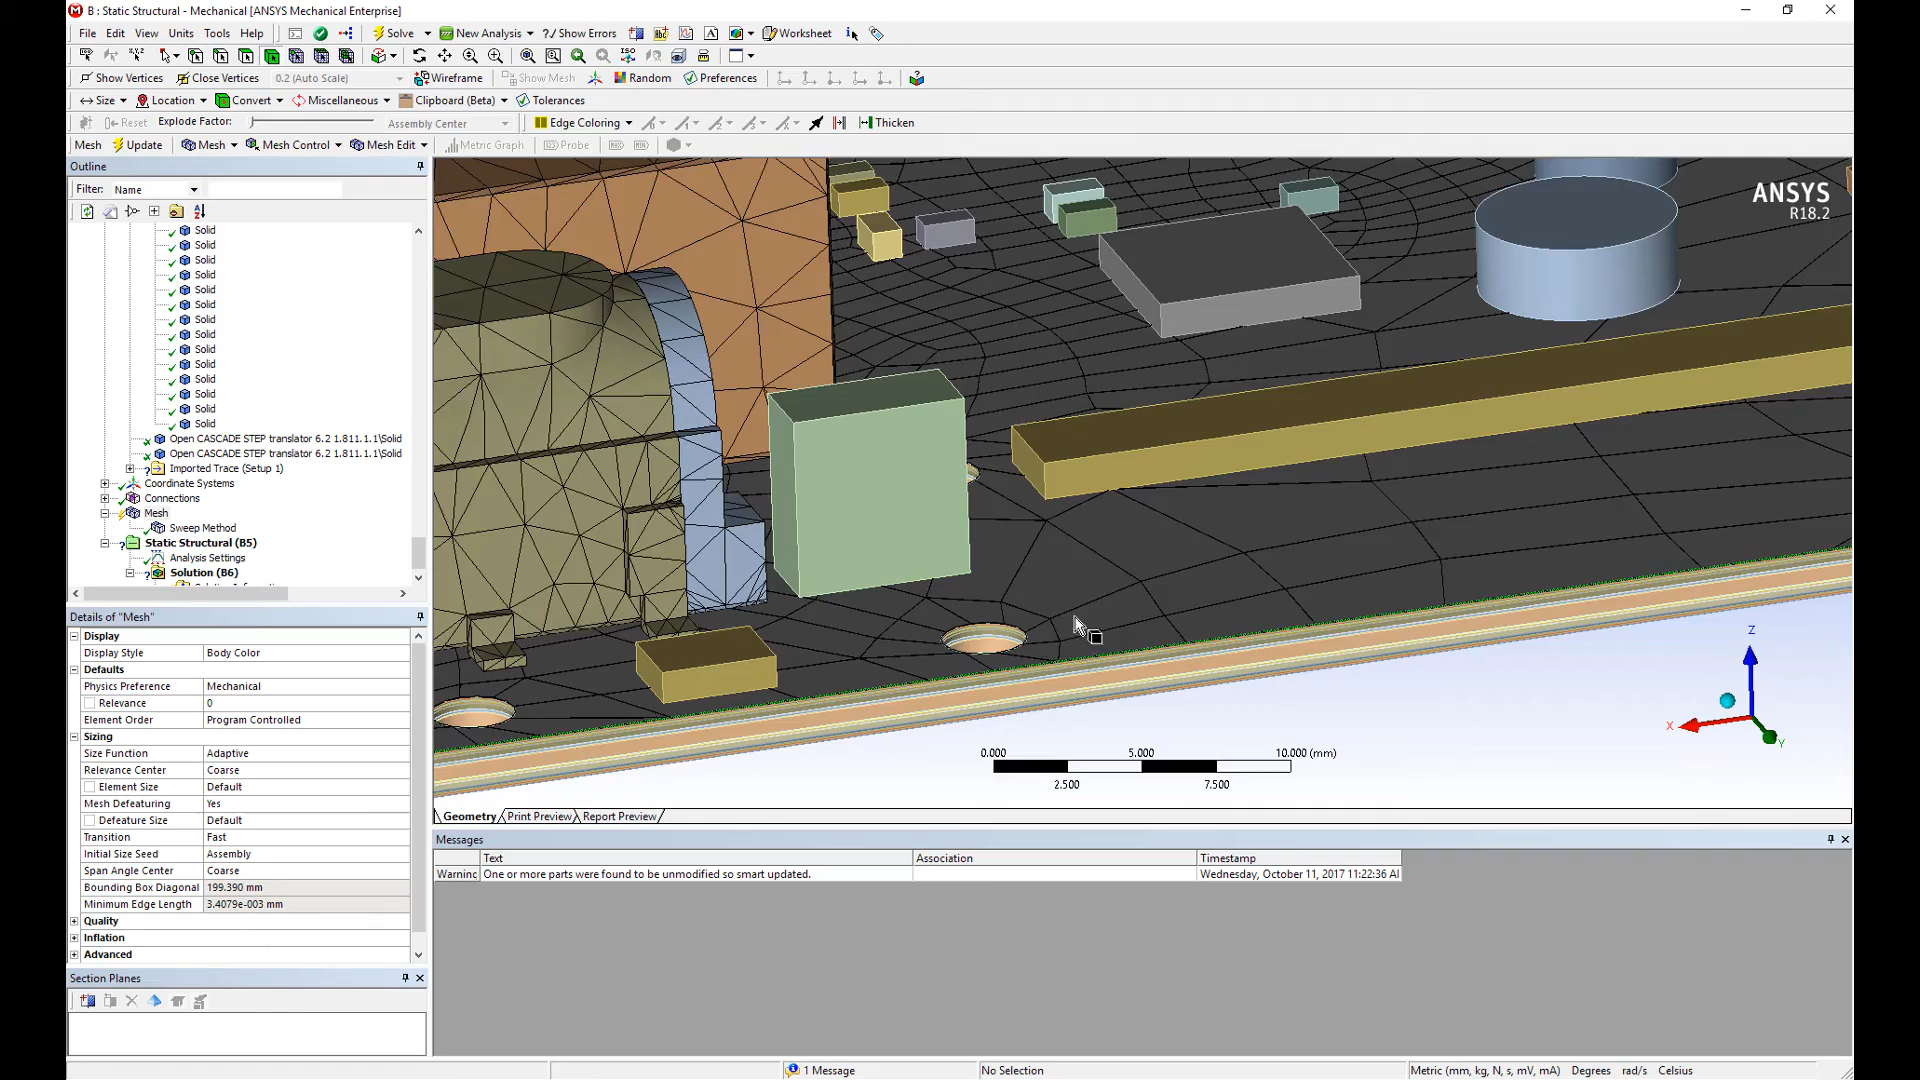 B : Static Structural - Mechanical [ANSYS Mechanical Enterprise]
File Edit View Units Tools Help Solve New Analysis ?/ Show Errors Worksheet
Show Vertices Close Vertices 0.2 (Auto Scale) Wireframe Show Mesh Random Preferences
Size Location Convert Miscellaneous Clipboard (Beta) Tolerances
Reset Explode Factor: Assembly Center Edge Coloring Thicken
Mesh Update Mesh Mesh Control Mesh Edit Metric Graph Probe
Outline
Filter: Name
Solid
Solid
Solid
Solid
Solid
Solid
Solid
Solid
Solid
Solid
Solid
Solid
Solid
Solid
Open CASCADE STEP translator 6.2 1.811.1.1\Solid
Open CASCADE STEP translator 6.2 1.811.1.1\Solid
Imported Trace (Setup 1)
Coordinate Systems
Connections
Mesh
Sweep Method
Static Structural (B5)
Analysis Settings
Solution (B6)
Details of "Mesh"
Display
Display Style Body Color
Defaults
Physics Preference Mechanical
Relevance 0
Element Order Program Controlled
Sizing
Size Function Adaptive
Relevance Center Coarse
Element Size Default
Mesh Defeaturing Yes
Defeature Size Default
Transition Fast
Initial Size Seed Assembly
Span Angle Center Coarse
Bounding Box Diagonal 199.390 mm
Minimum Edge Length 3.4079e-003 mm
Quality
Inflation
Advanced
Section Planes
ANSYS
R18.2
Z
X
Y
0.000 5.000 10.000 (mm)
2.500 7.500
Geometry Print Preview Report Preview
Messages
Text Association Timestamp
Warninc One or more parts were found to be unmodified so smart updated. Wednesday, October 11, 2017 11:22:36 Al
1 Message No Selection Metric (mm, kg, N, s, mV, mA) Degrees rad/s Celsius